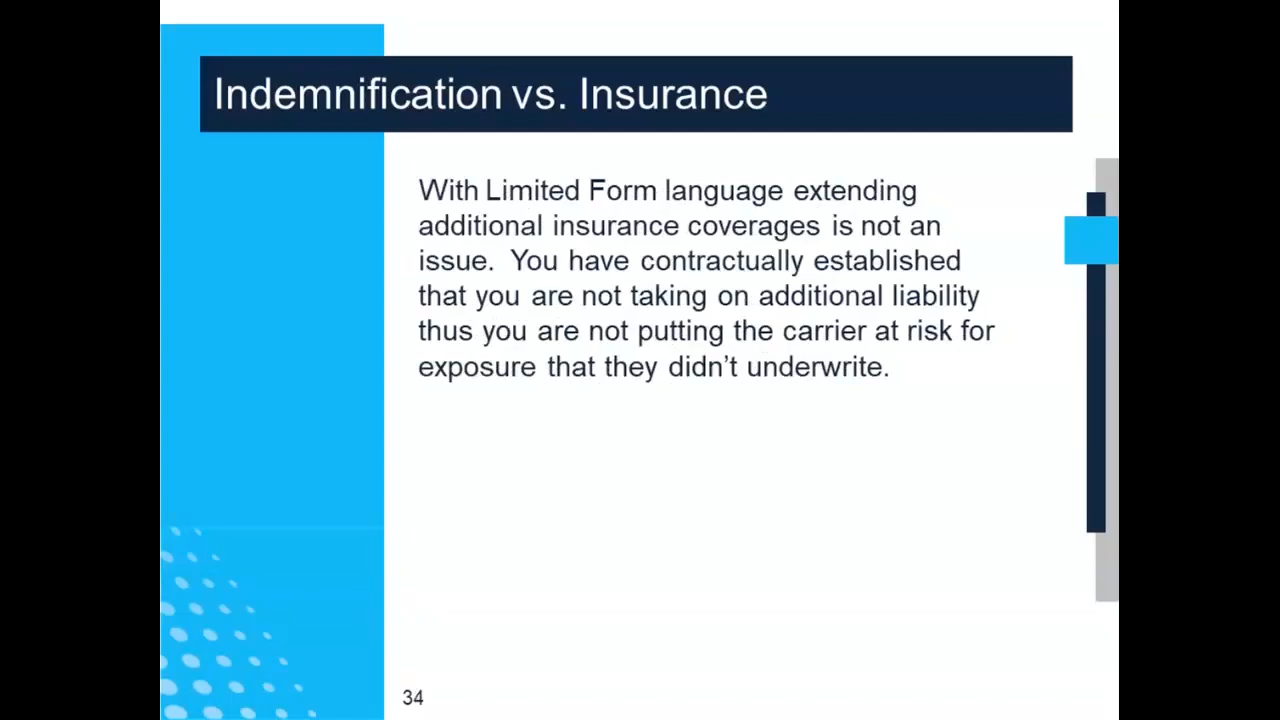 Indemnification vs. Insurance
With Limited Form language extending
additional insurance coverages is not an
issue.  You have contractually established
that you are not taking on additional liability
thus you are not putting the carrier at risk for
exposure that they didn’t underwrite.
34